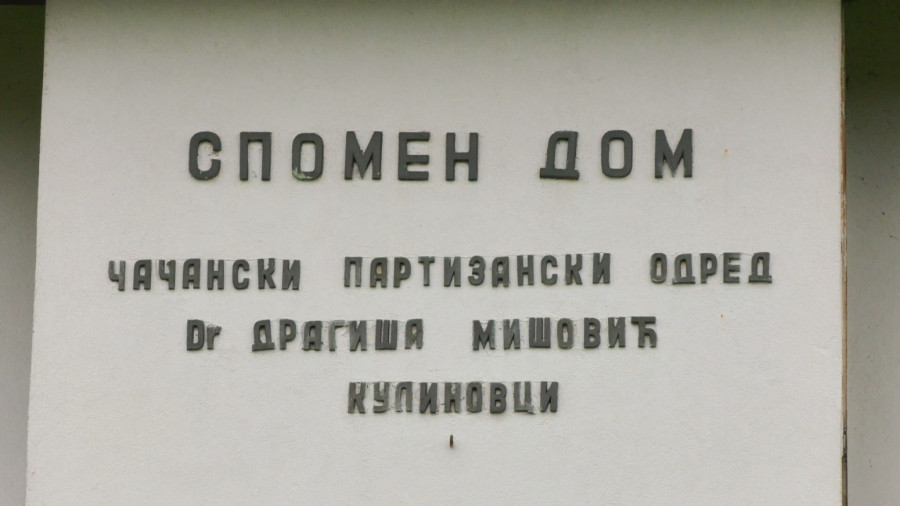 СПОМЕН ДОМ
ЧАЧАНСКИ ПАРТИЗАНСКИ ОДРЕД
Dr ДРАГИША МИШОВИЋ
КУЛИНОВЦИ